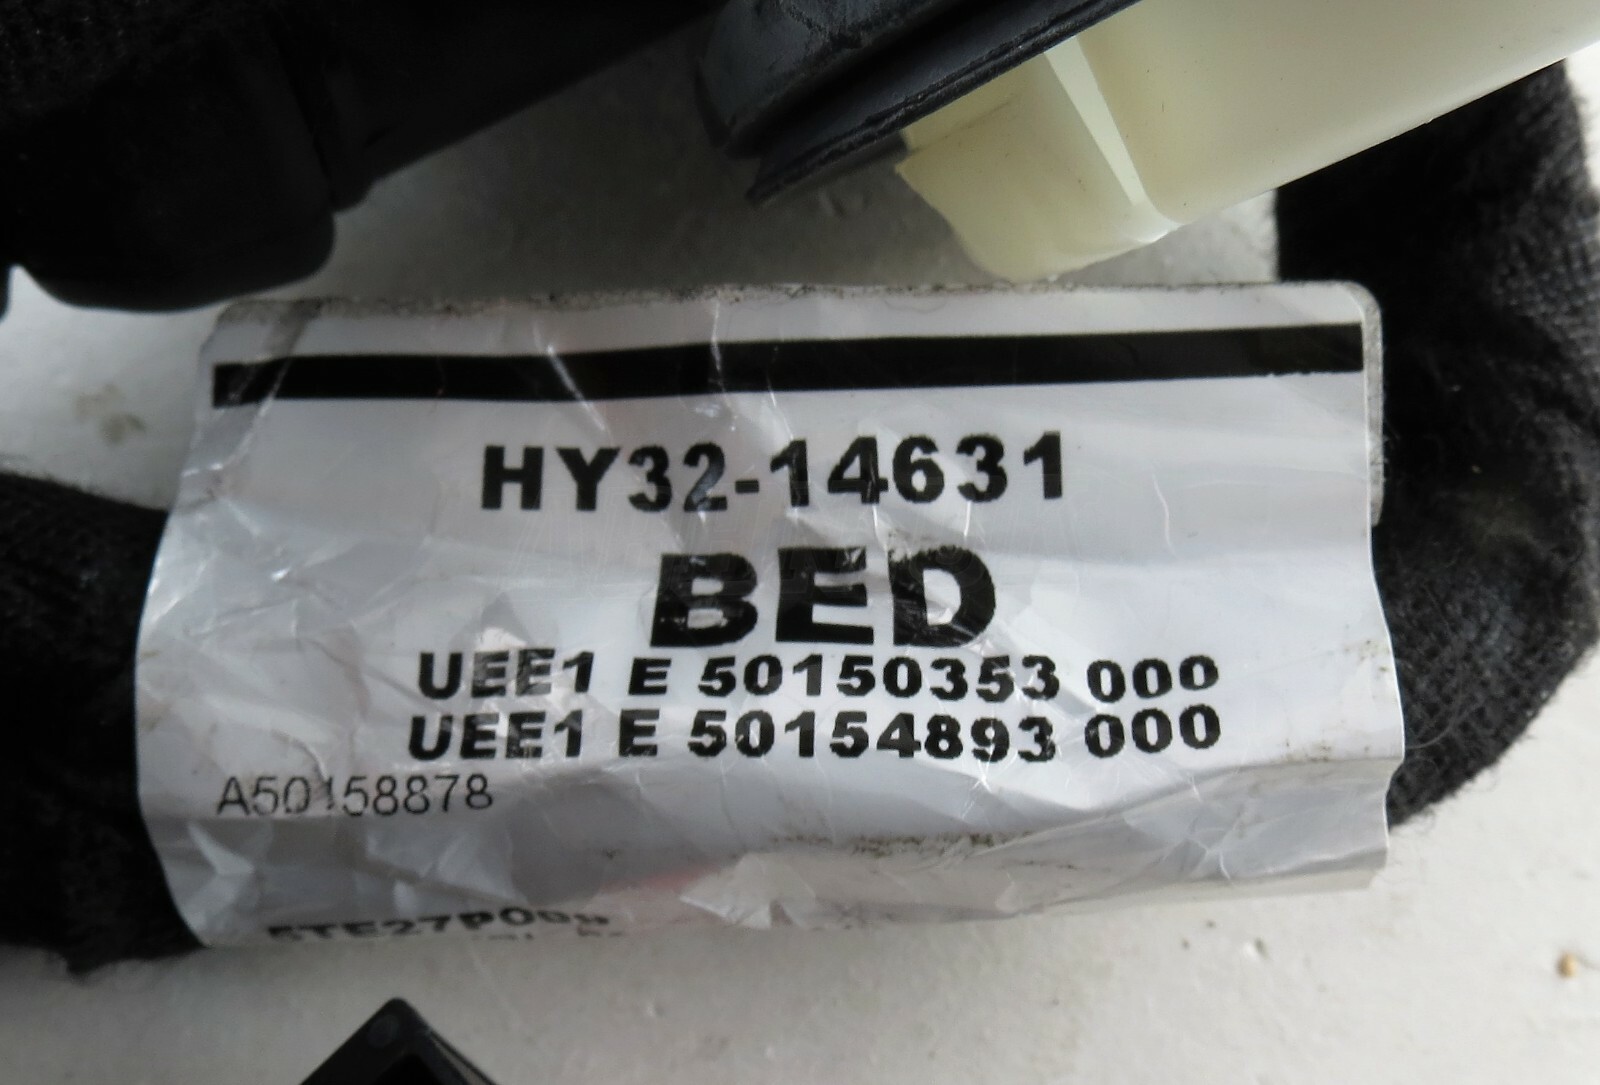 HY32-14631
BED
UEE1 E 50150353 000
UEE1 E 50154893 000
A50158878